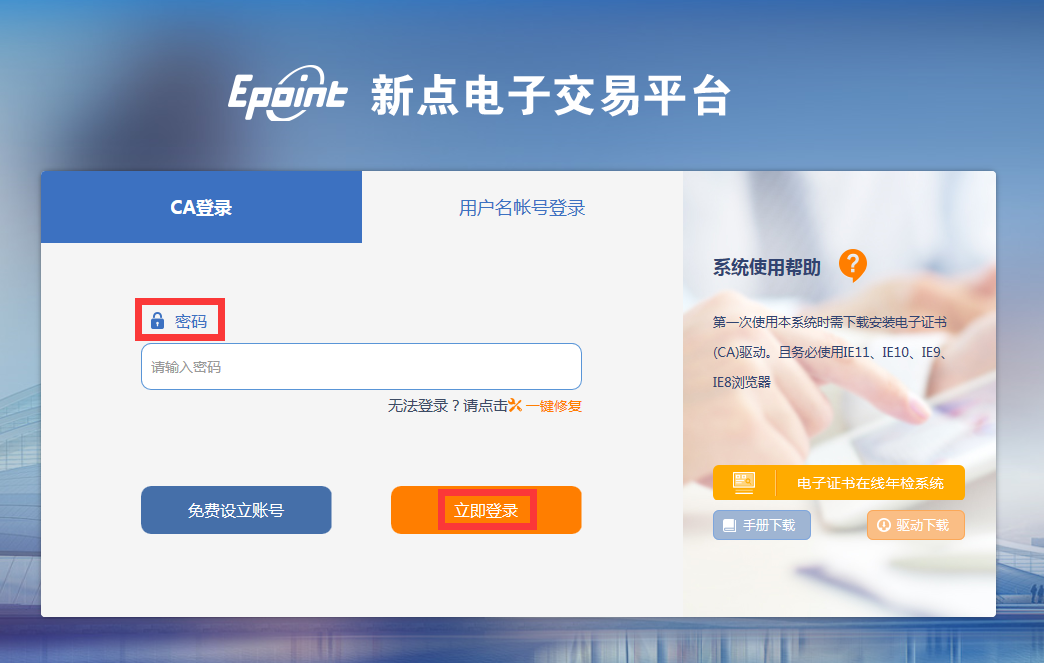 Epoint 新点电子交易平台
CA登录
用户名帐号登录
密码
请输入密码
无法登录？请点击一键修复
免费设立账号
立即登录
系统使用帮助
第一次使用本系统时需下载安装电子证书
(CA)驱动。且务必使用IE11、IE10、IE9、
IE8浏览器
电子证书在线年检系统
手册下载
驱动下载